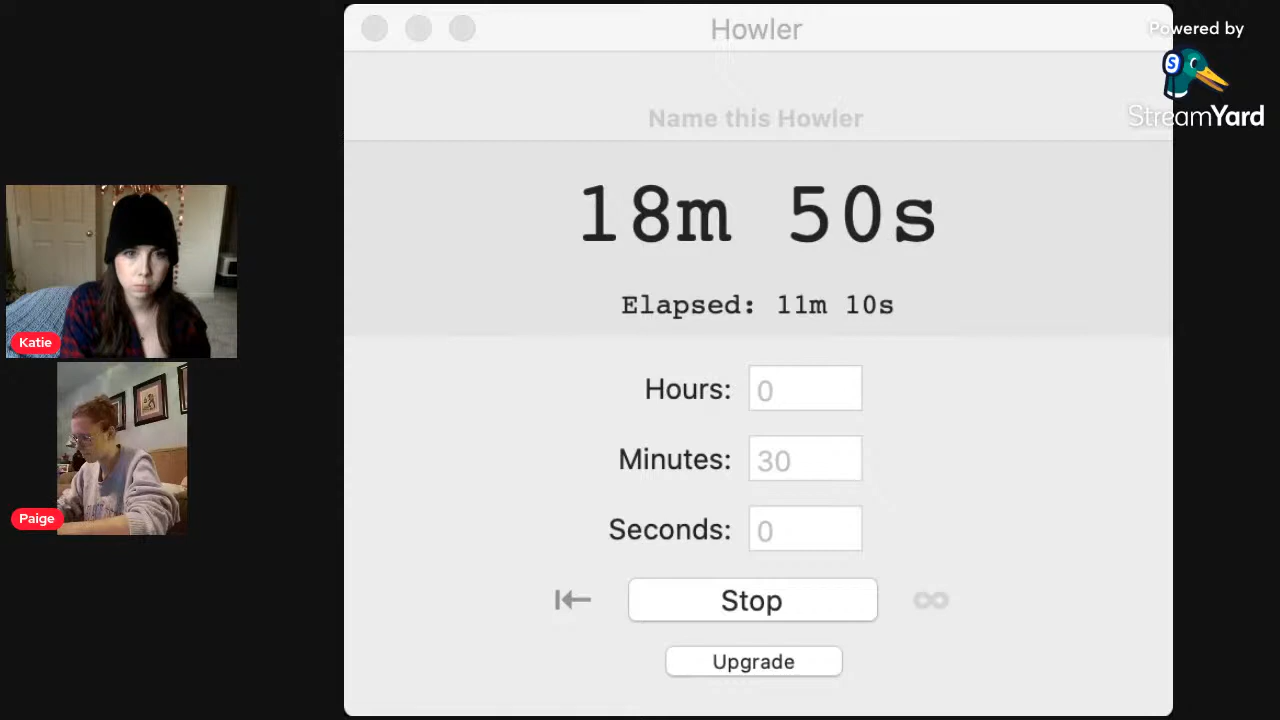 Howler
Powered by
StreamYard
Name this Howler
18m 50s
Elapsed: 11m 10s
Hours: 0
Minutes: 30
Seconds: 0
Stop
Upgrade
Katie
Paige